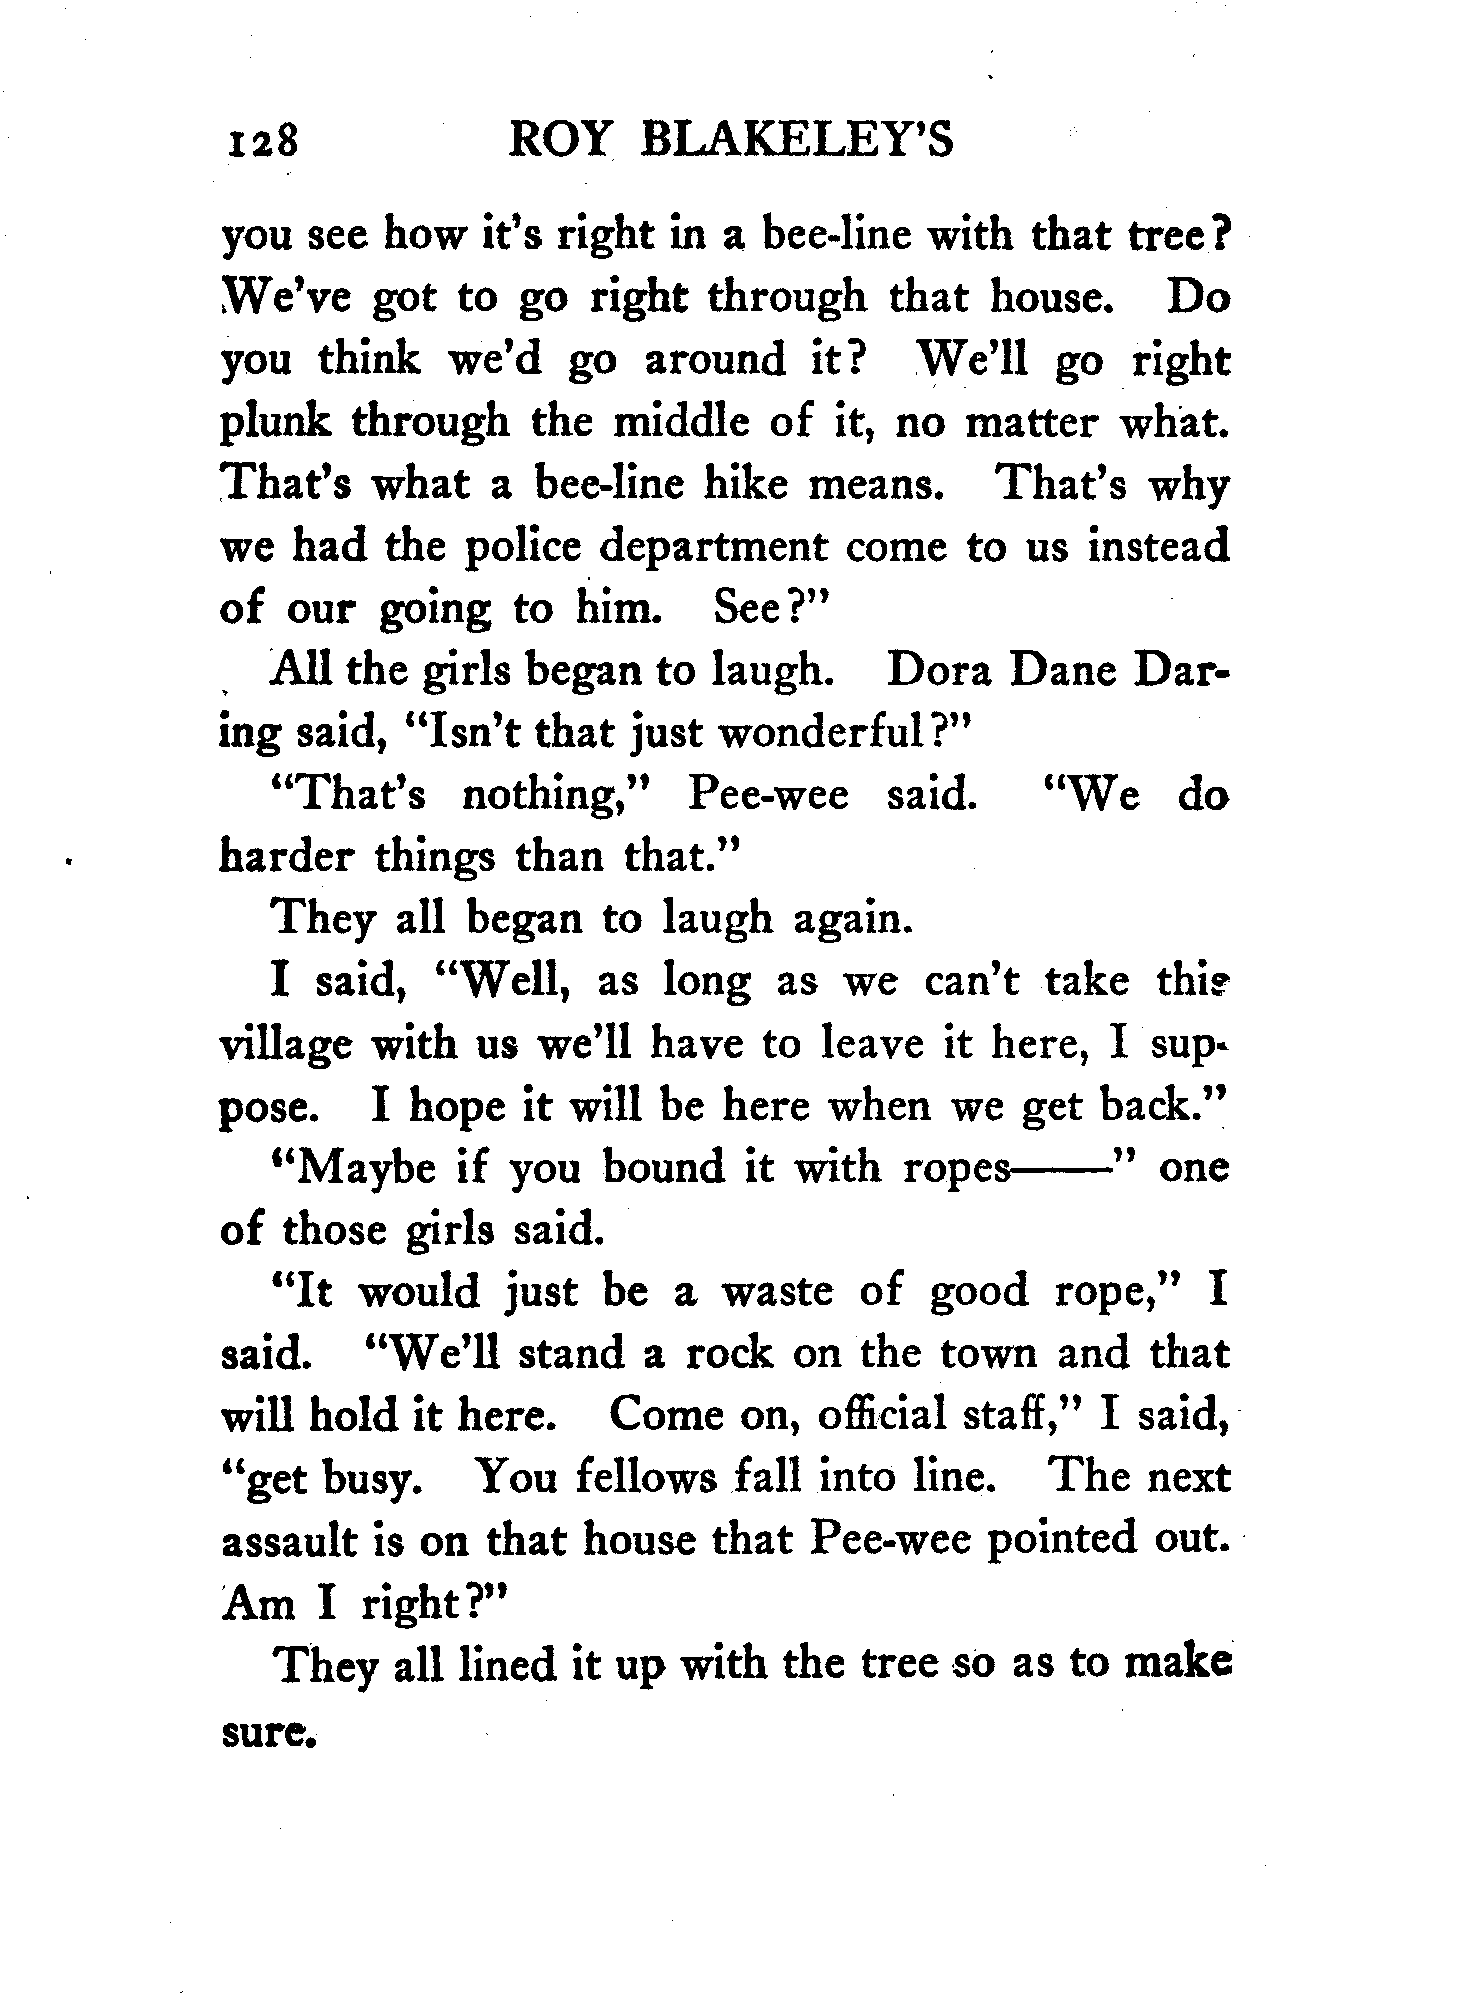 128 ROY BLAKELEY'S
you see how it's right in a bee-line with that tree?
We've got to go right through that house. Do
you think we'd go around it? We'll go right
plunk through the middle of it, no matter what.
That's what a bee-line hike means. That's why
we had the police department come to us instead
of our going to him. See?"
All the girls began to laugh. Dora Dane Dar-
ing said, "Isn't that just wonderful?"
"That's nothing," Pee-wee said. "We do
harder things than that."
They all began to laugh again.
I said, "Well, as long as we can't take this
village with us we'll have to leave it here, I sup-
pose. I hope it will be here when we get back."
"Maybe if you bound it with ropes——" one
of those girls said.
"It would just be a waste of good rope," I
said. "We'll stand a rock on the town and that
will hold it here. Come on, official staff," I said,
"get busy. You fellows fall into line. The next
assault is on that house that Pee-wee pointed out.
Am I right?"
They all lined it up with the tree so as to make
sure.